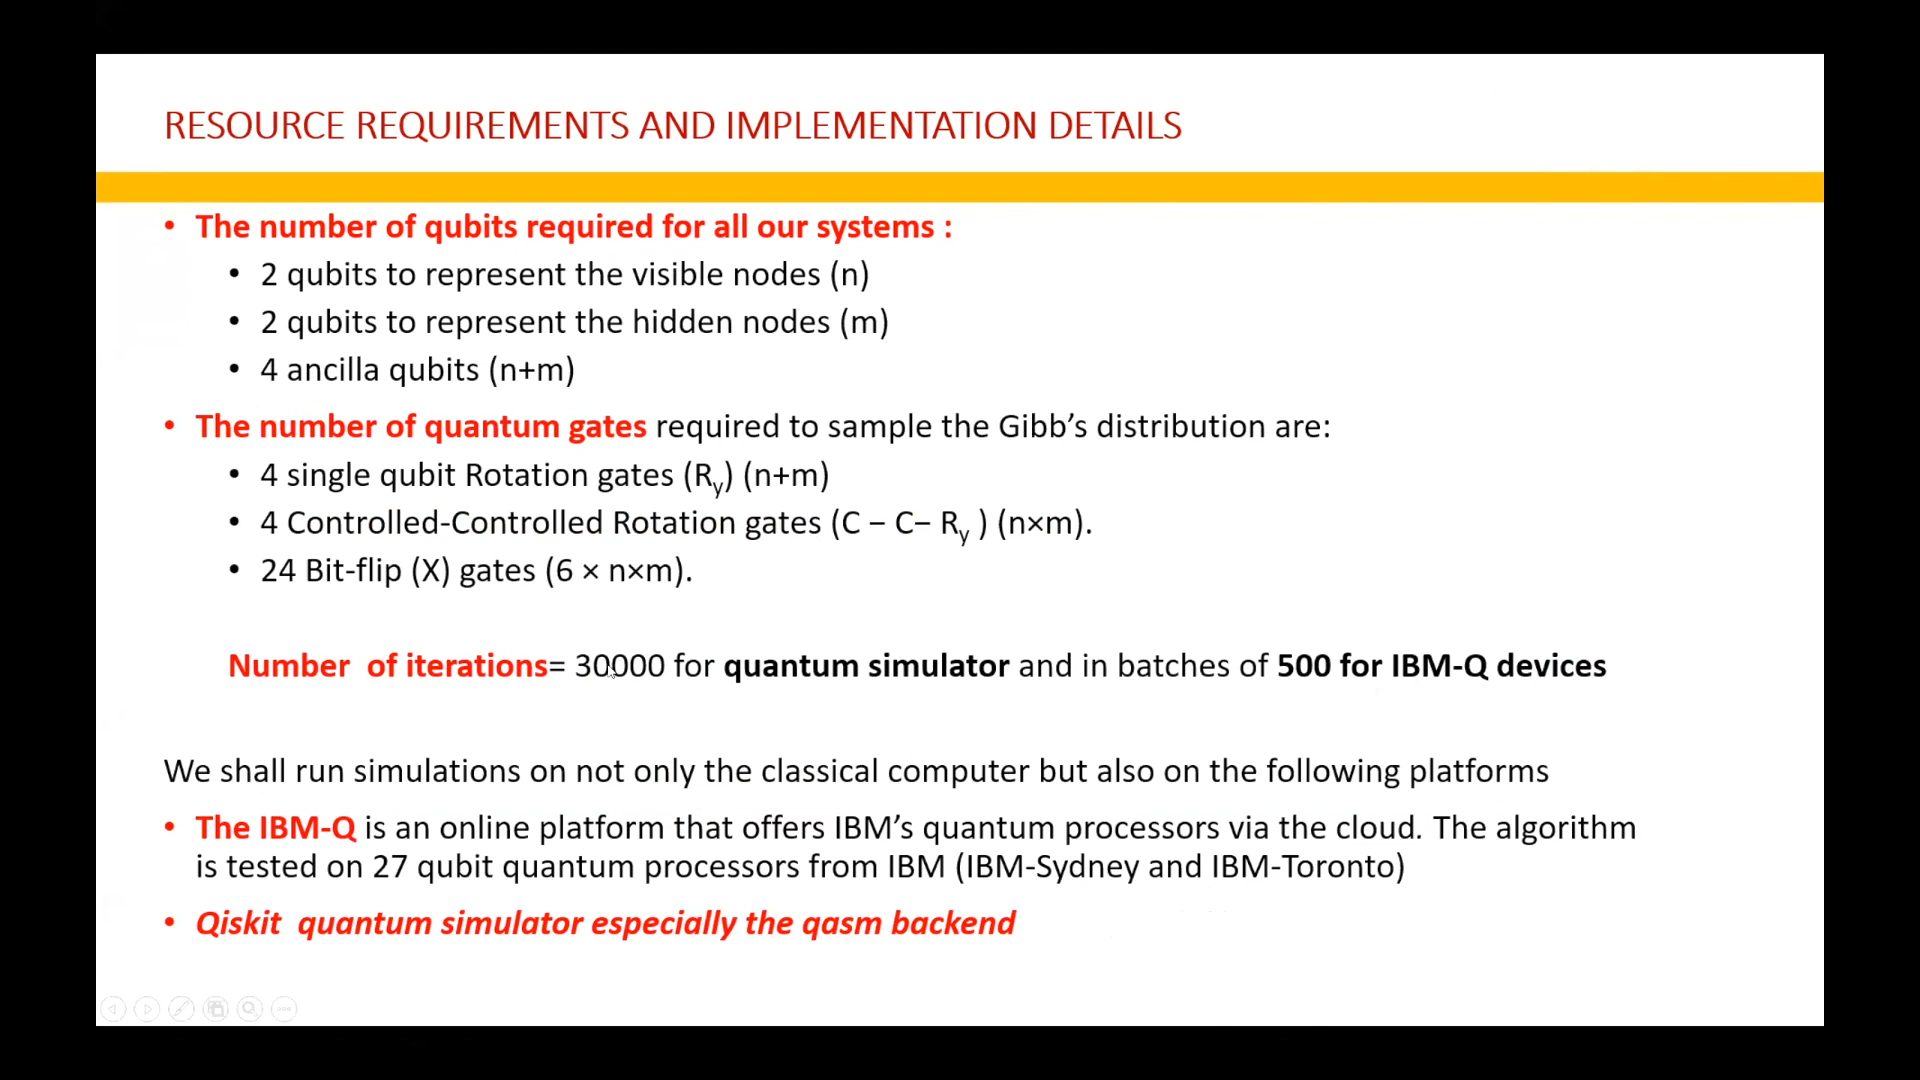 RESOURCE REQUIREMENTS AND IMPLEMENTATION DETAILS
• The number of qubits required for all our systems :
• 2 qubits to represent the visible nodes (n)
• 2 qubits to represent the hidden nodes (m)
• 4 ancilla qubits (n+m)
• The number of quantum gates required to sample the Gibb’s distribution are:
• 4 single qubit Rotation gates (Ry) (n+m)
• 4 Controlled-Controlled Rotation gates (C − C− Ry ) (n×m).
• 24 Bit-flip (X) gates (6 × n×m).
Number  of iterations= 30000 for quantum simulator and in batches of 500 for IBM-Q devices
We shall run simulations on not only the classical computer but also on the following platforms
• The IBM-Q is an online platform that offers IBM’s quantum processors via the cloud. The algorithm
is tested on 27 qubit quantum processors from IBM (IBM-Sydney and IBM-Toronto)
• Qiskit  quantum simulator especially the qasm backend